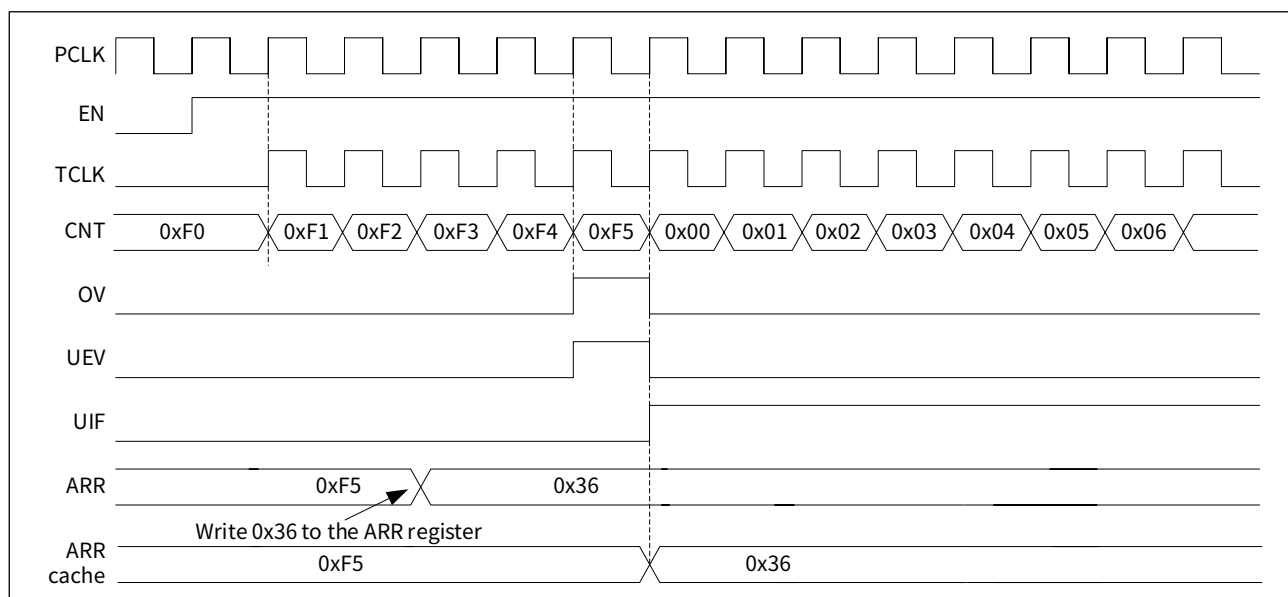 PCLK
EN
TCLK
CNT 0xF0 0xF1 0xF2 0xF3 0xF4 0xF5 0x00 0x01 0x02 0x03 0x04 0x05 0x06
OV
UEV
UIF
ARR 0xF5 0x36
Write 0x36 to the ARR register
ARR
cache 0xF5 0x36